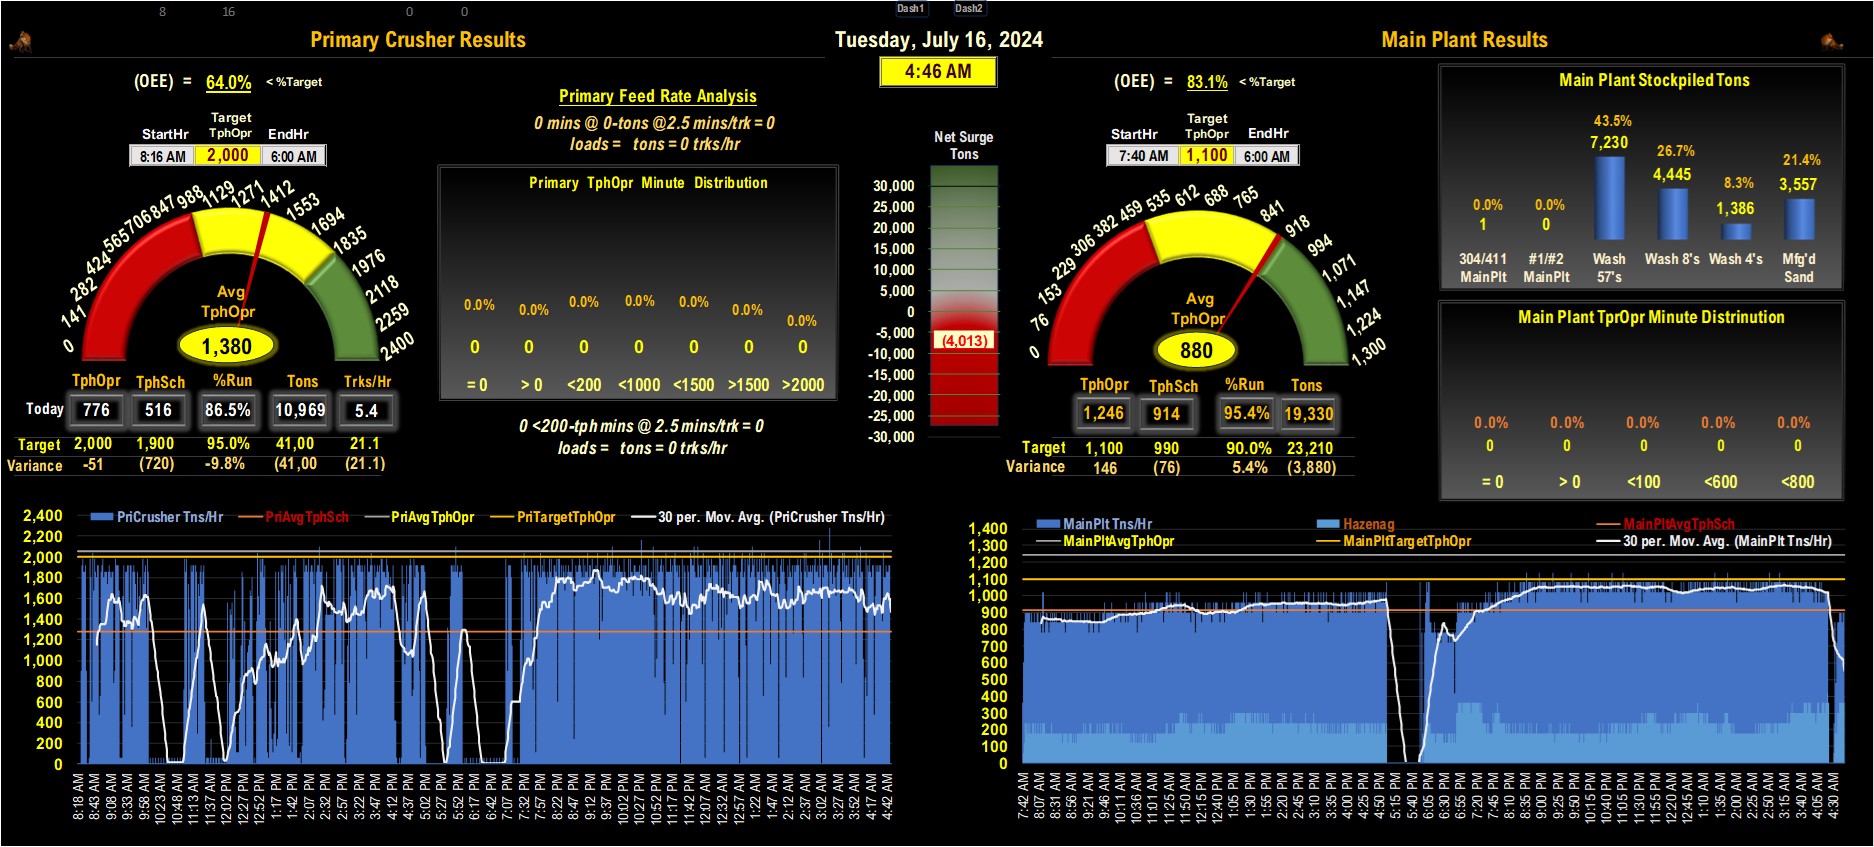 8 16 0 0
Dash1 Dash2
Primary Crusher Results
Tuesday, July 16, 2024
Main Plant Results
4:46 AM
(OEE) = 64.0% < %Target
Target
StartHr TphOpr EndHr
8:16 AM 2,000 6:00 AM
0 141 282 424 565 706 847 988 1129 1271 1412 1553 1694 1835 1976 2118 2259 2400
Avg
TphOpr
1,380
TphOpr TphSch %Run Tons Trks/Hr
Today 776 516 86.5% 10,969 5.4
Target 2,000 1,900 95.0% 41,00 21.1
Variance -51 (720) -9.8% (41,00 (21.1)
Primary Feed Rate Analysis
0 mins @ 0-tons @2.5 mins/trk = 0
loads = tons = 0 trks/hr
Primary TphOpr Minute Distribution
0.0% 0.0% 0.0% 0.0% 0.0% 0.0% 0.0%
0 0 0 0 0 0 0
= 0 > 0 <200 <1000 <1500 >1500 >2000
0 <200-tph mins @ 2.5 mins/trk = 0
loads = tons = 0 trks/hr
Net Surge
Tons
30,000
25,000
20,000
15,000
10,000
5,000
0
-5,000
(4,013)
-10,000
-15,000
-20,000
-25,000
-30,000
(OEE) = 83.1% < %Target
Target
StartHr TphOpr EndHr
7:40 AM 1,100 6:00 AM
0 76 153 229 306 382 459 535 612 688 765 841 918 994 1,071 1,147 1,224 1,300
Avg
TphOpr
880
TphOpr TphSch %Run Tons
1,246 914 95.4% 19,330
Target 1,100 990 90.0% 23,210
Variance 146 (76) 5.4% (3,880)
Main Plant Stockpiled Tons
0.0% 0.0% 43.5% 26.7% 8.3% 21.4%
1 0 7,230 4,445 1,386 3,557
304/411 #1/#2 Wash Wash 8's Wash 4's Mfg'd
MainPlt MainPlt 57's Sand
Main Plant TprOpr Minute Distrinution
0.0% 0.0% 0.0% 0.0% 0.0%
0 0 0 0 0
= 0 > 0 <100 <600 <800
PriCrusher Tns/Hr PriAvgTphSch PriAvgTphOpr PriTargetTphOpr 30 per. Mov. Avg. (PriCrusher Tns/Hr)
2,400
2,200
2,000
1,800
1,600
1,400
1,200
1,000
800
600
400
200
0
8:18 AM 8:43 AM 9:08 AM 9:33 AM 9:58 AM 10:23 AM 10:48 AM 11:13 AM 11:37 AM 12:02 PM 12:27 PM 12:52 PM 1:17 PM 1:42 PM 2:07 PM 2:32 PM 2:57 PM 3:22 PM 3:47 PM 4:12 PM 4:37 PM 5:02 PM 5:27 PM 5:52 PM 6:17 PM 6:42 PM 7:07 PM 7:32 PM 7:57 PM 8:22 PM 8:47 PM 9:12 PM 9:37 PM 10:02 PM 10:27 PM 10:52 PM 11:17 PM 11:42 PM 12:07 AM 12:32 AM 12:57 AM 1:22 AM 1:47 AM 2:12 AM 2:37 AM 3:02 AM 3:27 AM 3:52 AM 4:17 AM 4:42 AM
MainPlt Tns/Hr Hazenag MainPltAvgTphSch
MainPltAvgTphOpr MainPltTargetTphOpr 30 per. Mov. Avg. (MainPlt Tns/Hr)
1,400
1,300
1,200
1,100
1,000
900
800
700
600
500
400
300
200
100
0
7:42 AM 8:07 AM 8:31 AM 8:56 AM 9:21 AM 9:46 AM 10:11 AM 10:36 AM 11:01 AM 11:25 AM 11:50 AM 12:15 PM 12:40 PM 1:05 PM 1:30 PM 1:55 PM 2:20 PM 2:45 PM 3:10 PM 3:35 PM 4:00 PM 4:25 PM 4:50 PM 5:15 PM 5:40 PM 6:05 PM 6:30 PM 6:55 PM 7:20 PM 7:45 PM 8:10 PM 8:35 PM 9:00 PM 9:25 PM 9:50 PM 10:15 PM 10:40 PM 11:05 PM 11:30 PM 11:55 PM 12:20 AM 12:45 AM 1:10 AM 1:35 AM 2:00 AM 2:25 AM 2:50 AM 3:15 AM 3:40 AM 4:05 AM 4:30 AM